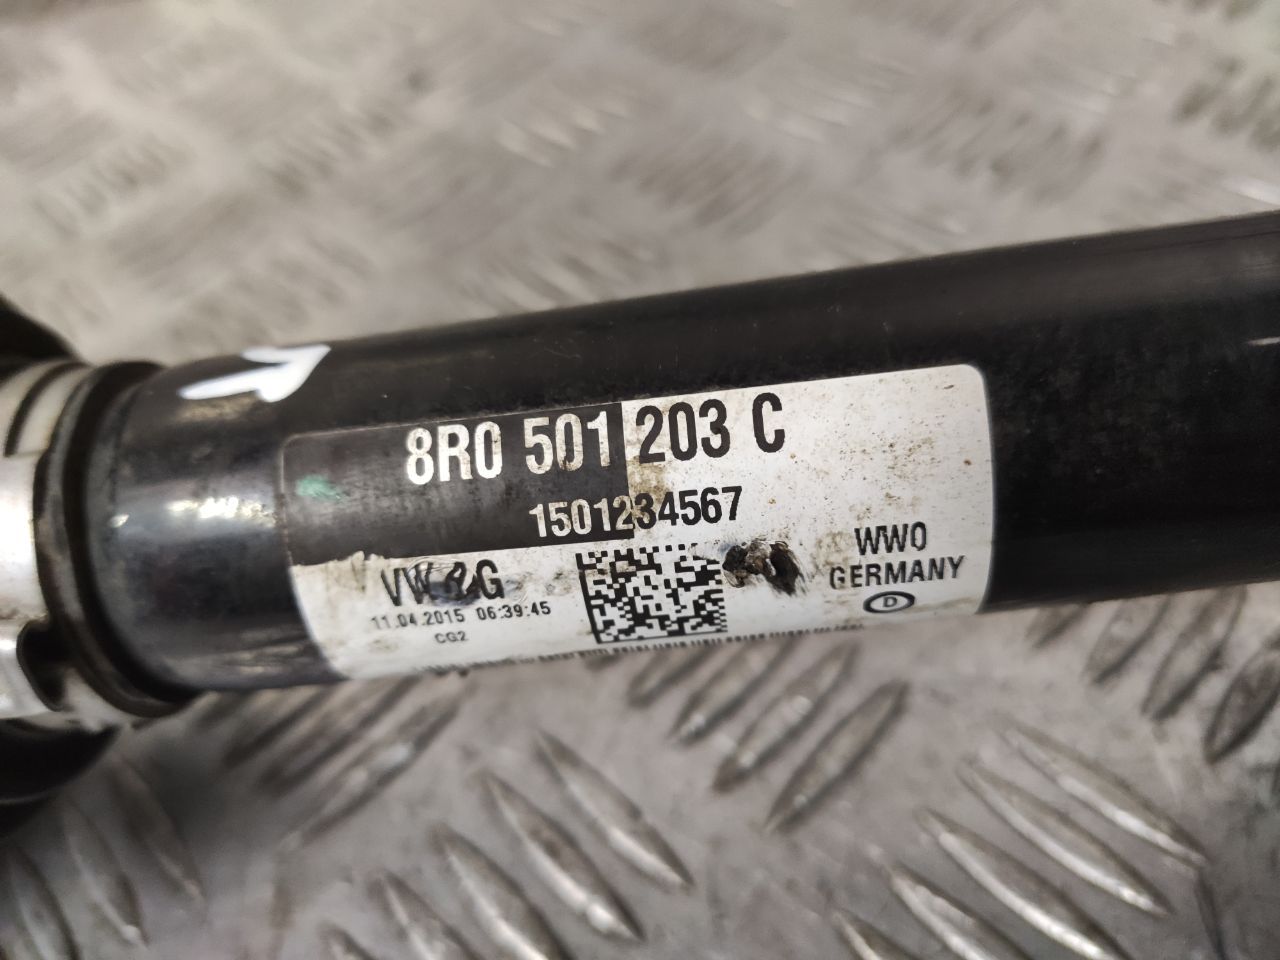 8R0 501 203 C
1501234567
VW AG
11.04.2015 06:39:45
CG2
WWO
GERMANY
D